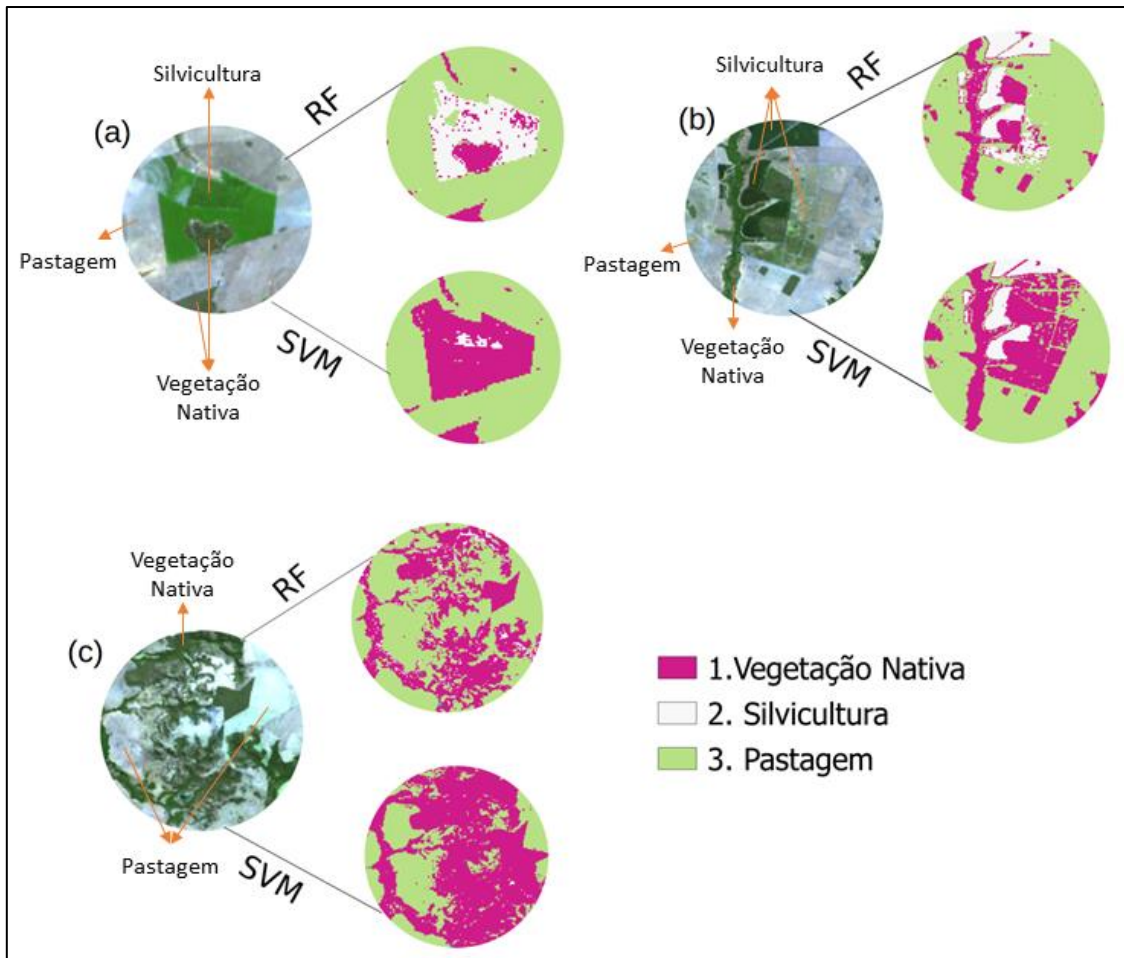 Silvicultura
(a)
RF
Pastagem
SVM
Vegetação
Nativa
Silvicultura
(b)
RF
Pastagem
Vegetação
Nativa
SVM
Vegetação
Nativa
(c)
RF
Pastagem
SVM
1.Vegetação Nativa
2. Silvicultura
3. Pastagem